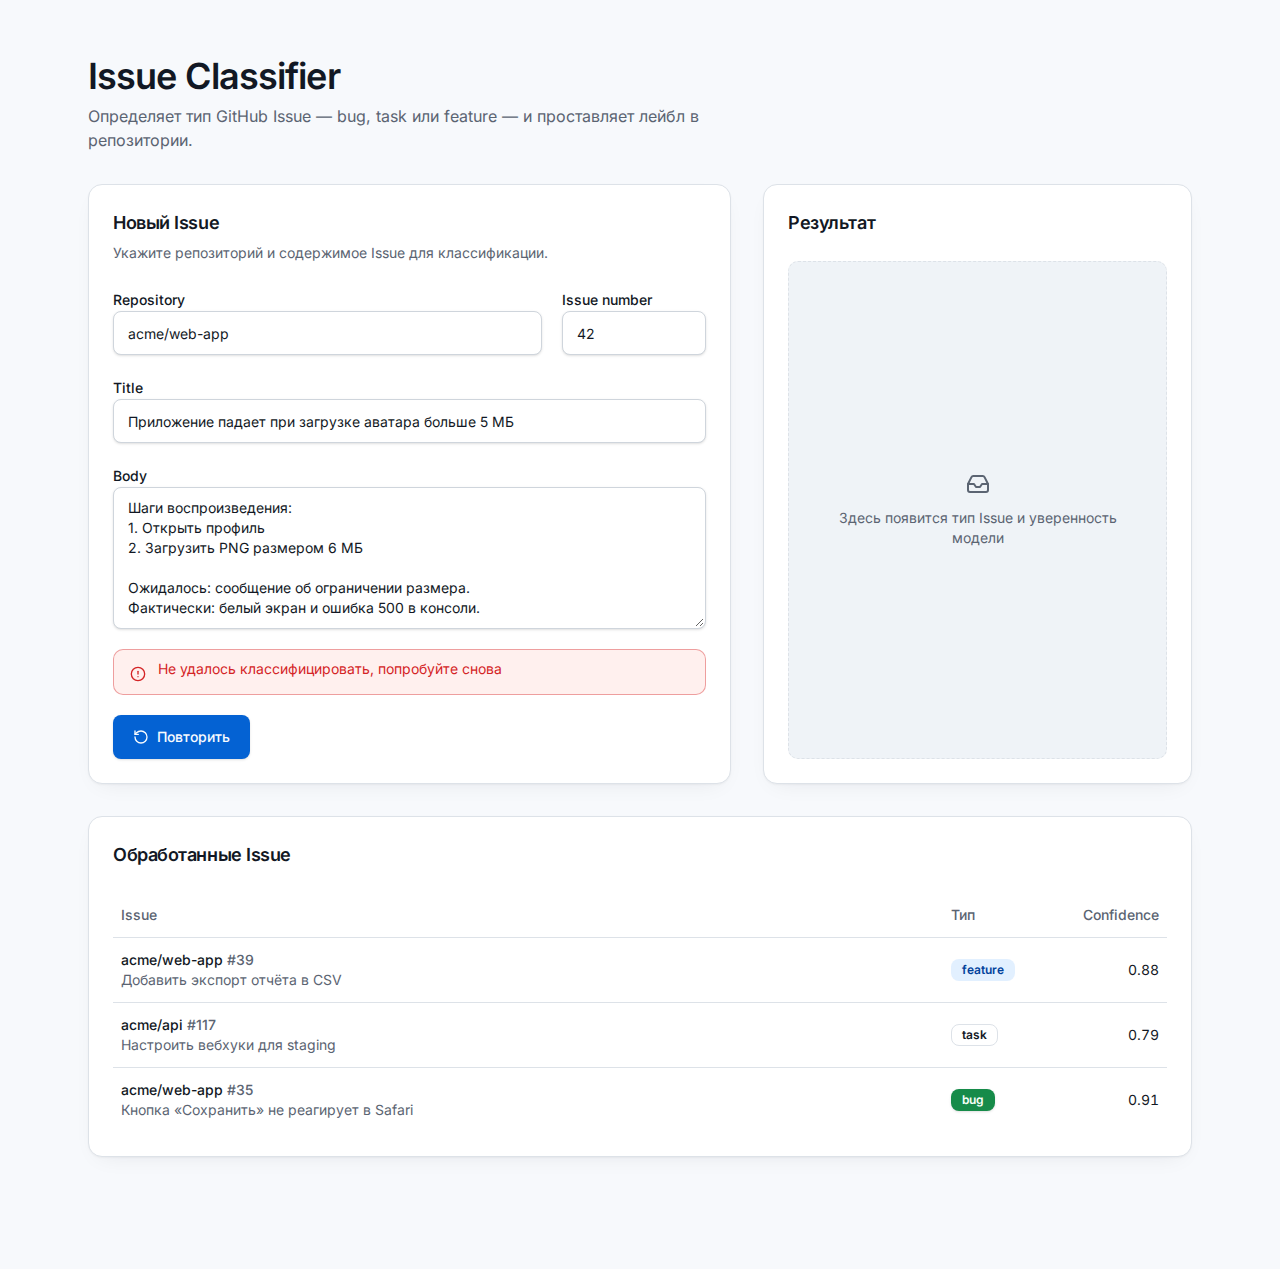 Issue Classifier
Определяет тип GitHub Issue — bug, task или feature — и проставляет лейбл в
репозитории.
Новый Issue
Укажите репозиторий и содержимое Issue для классификации.
Repository
Issue number
acme/web-app
42
Title
Приложение падает при загрузке аватара больше 5 МБ
Body
Шаги воспроизведения:
1. Открыть профиль
2. Загрузить PNG размером 6 МБ
Ожидалось: сообщение об ограничении размера.
Фактически: белый экран и ошибка 500 в консоли.
Не удалось классифицировать, попробуйте снова
Повторить
Результат
Здесь появится тип Issue и уверенность
модели
Обработанные Issue
Issue
Тип
Confidence
acme/web-app #39
Добавить экспорт отчёта в CSV
feature
0.88
acme/api #117
Настроить вебхуки для staging
task
0.79
acme/web-app #35
Кнопка «Сохранить» не реагирует в Safari
bug
0.91